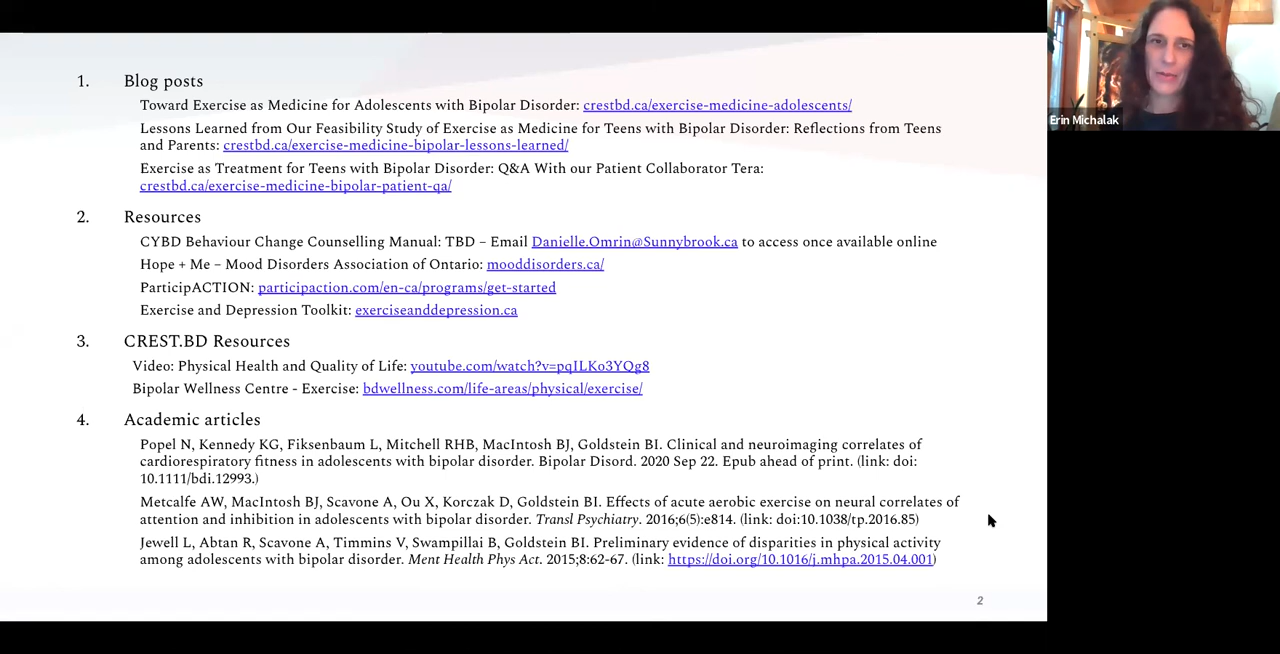 1. Blog posts
Toward Exercise as Medicine for Adolescents with Bipolar Disorder: crestbd.ca/exercise-medicine-adolescents/
Lessons Learned from Our Feasibility Study of Exercise as Medicine for Teens with Bipolar Disorder: Reflections from Teens
and Parents: crestbd.ca/exercise-medicine-bipolar-lessons-learned/
Exercise as Treatment for Teens with Bipolar Disorder: Q&A With our Patient Collaborator Tera:
crestbd.ca/exercise-medicine-bipolar-patient-qa/
2. Resources
CYBD Behaviour Change Counselling Manual: TBD – Email Danielle.Omrin@Sunnybrook.ca to access once available online
Hope + Me – Mood Disorders Association of Ontario: mooddisorders.ca/
ParticipACTION: participaction.com/en-ca/programs/get-started
Exercise and Depression Toolkit: exerciseanddepression.ca
3. CREST.BD Resources
Video: Physical Health and Quality of Life: youtube.com/watch?v=pqILKo3YQg8
Bipolar Wellness Centre - Exercise: bdwellness.com/life-areas/physical/exercise/
4. Academic articles
Popel N, Kennedy KG, Fiksenbaum L, Mitchell RHB, MacIntosh BJ, Goldstein BI. Clinical and neuroimaging correlates of
cardiorespiratory fitness in adolescents with bipolar disorder. Bipolar Disord. 2020 Sep 22. Epub ahead of print. (link: doi:
10.1111/bdi.12993.)
Metcalfe AW, MacIntosh BJ, Scavone A, Ou X, Korczak D, Goldstein BI. Effects of acute aerobic exercise on neural correlates of
attention and inhibition in adolescents with bipolar disorder. Transl Psychiatry. 2016;6(5):e814. (link: doi:10.1038/tp.2016.85)
Jewell L, Abtan R, Scavone A, Timmins V, Swampillai B, Goldstein BI. Preliminary evidence of disparities in physical activity
among adolescents with bipolar disorder. Ment Health Phys Act. 2015;8:62-67. (link: https://doi.org/10.1016/j.mhpa.2015.04.001)
2
Erin Michalak